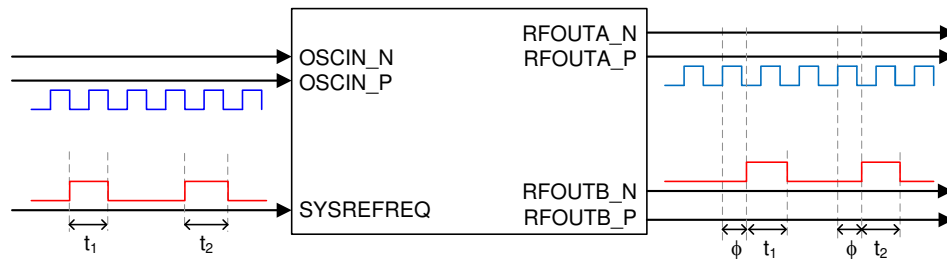 OSCIN_N
OSCIN_P
SYSREFREQ
t1
t2
RFOUTA_N
RFOUTA_P
RFOUTB_N
RFOUTB_P
ϕ
t1
ϕ
t2